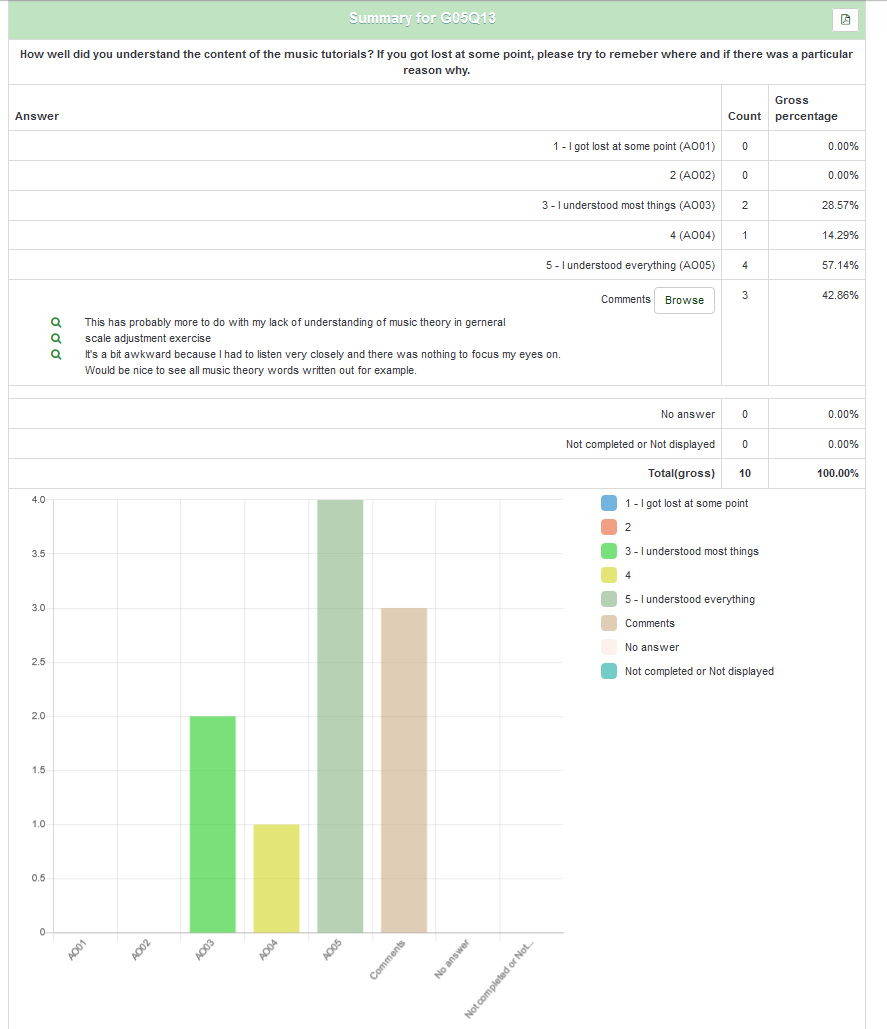 Summary for G05Q13
How well did you understand the content of the music tutorials? If you got lost at some point, please try to remeber where and if there was a particular
reason why.
Answer Count Gross percentage
1 - I got lost at some point (AO01) 0 0.00%
2 (AO02) 0 0.00%
3 - I understood most things (AO03) 2 28.57%
4 (AO04) 1 14.29%
5 - I understood everything (AO05) 4 57.14%
Comments Browse 3 42.86%
This has probably more to do with my lack of understanding of music theory in gerneral
scale adjustment exercise
It's a bit awkward because I had to listen very closely and there was nothing to focus my eyes on.
Would be nice to see all music theory words written out for example.
No answer 0 0.00%
Not completed or Not displayed 0 0.00%
Total(gross) 10 100.00%
4.0
3.5
3.0
2.5
2.0
1.5
1.0
0.5
0
AO01
AO02
AO03
AO04
AO05
Comments
No answer
Not completed or Not...
1 - I got lost at some point
2
3 - I understood most things
4
5 - I understood everything
Comments
No answer
Not completed or Not displayed